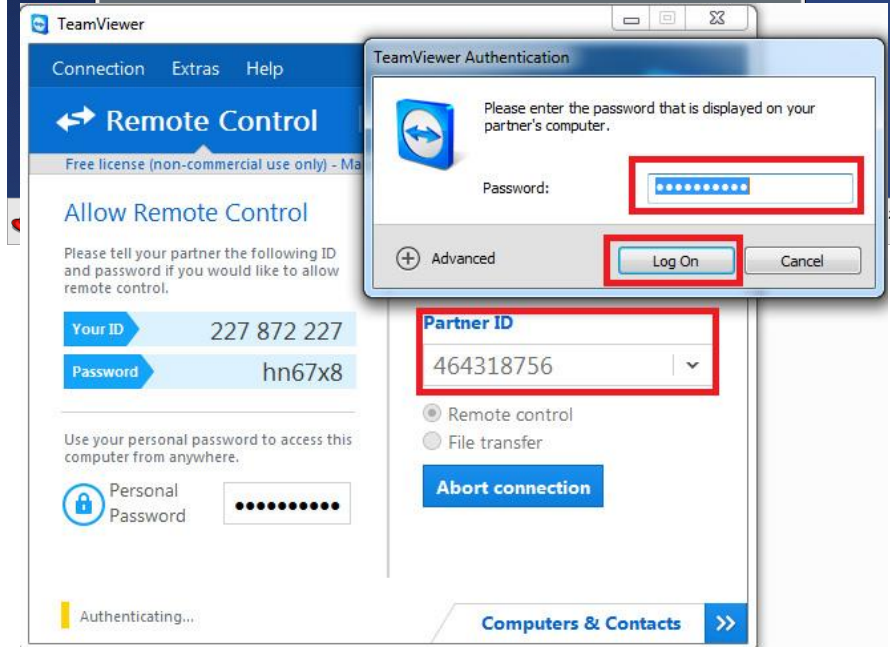 TeamViewer
Connection Extras Help
Remote Control
Free license (non-commercial use only) -
Allow Remote Control
Please tell your partner the following ID
and password if you would like to allow
remote control.
Your ID 227 872 227
Password hn67x8
Use your personal password to access this
computer from anywhere.
Personal
Password
Authenticating...
TeamViewer Authentication
Please enter the password that is displayed on your
partner's computer.
Password:
Advanced
Log On
Cancel
Partner ID
464318756
Remote control
File transfer
Abort connection
Computers & Contacts